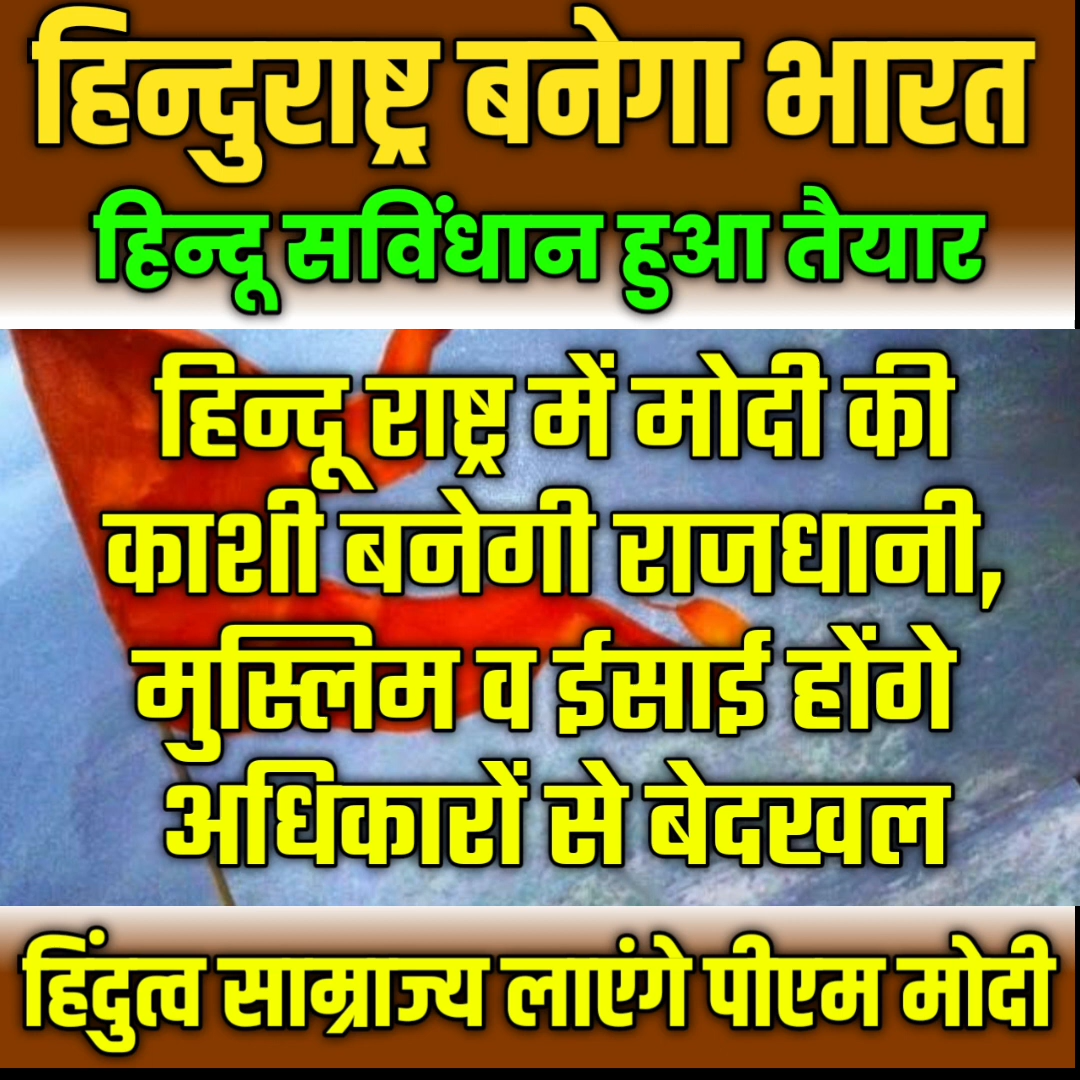 हिन्दुराष्ट्र बनेगा भारत
हिन्दू सविंधान हुआ तैयार
हिन्दू राष्ट्र में मोदी की
काशी बनेगी राजधानी,
मुस्लिम व ईसाई होंगे
अधिकारों से बेदखल
हिंदुत्व साम्राज्य लाएंगे पीएम मोदी